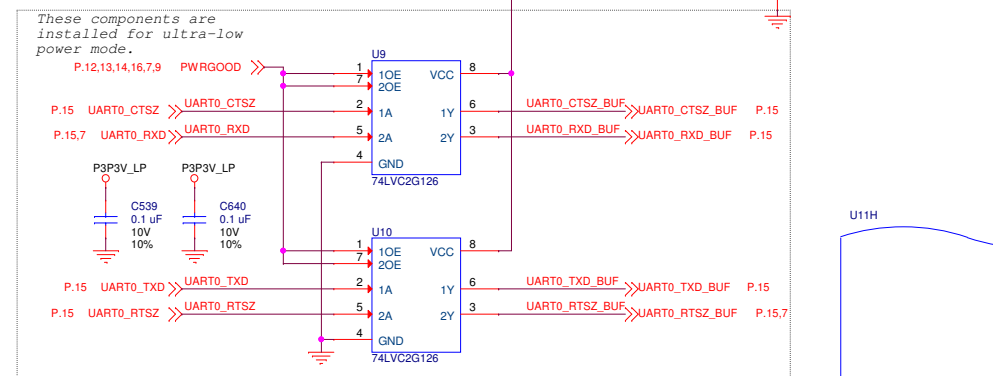 These components are
installed for ultra-low
power mode.
U9
P.12,13,14,16,7,9 PWRGOOD 1 1OE VCC 8
7 2OE
P.15 UART0_CTSZ UART0_CTSZ 2 1A 1Y 6 UART0_CTSZ_BUF UART0_CTSZ_BUF P.15
P.15,7 UART0_RXD UART0_RXD 5 2A 2Y 3 UART0_RXD_BUF UART0_RXD_BUF P.15
4 GND
P3P3V_LP P3P3V_LP 74LVC2G126
C539 C640
0.1 uF 0.1 uF
10V 10V
10% 10%
U11H
U10
1 1OE VCC 8
7 2OE
P.15 UART0_TXD UART0_TXD 2 1A 1Y 6 UART0_TXD_BUF UART0_TXD_BUF P.15
P.15 UART0_RTSZ UART0_RTSZ 5 2A 2Y 3 UART0_RTSZ_BUF UART0_RTSZ_BUF P.15,7
4 GND
74LVC2G126